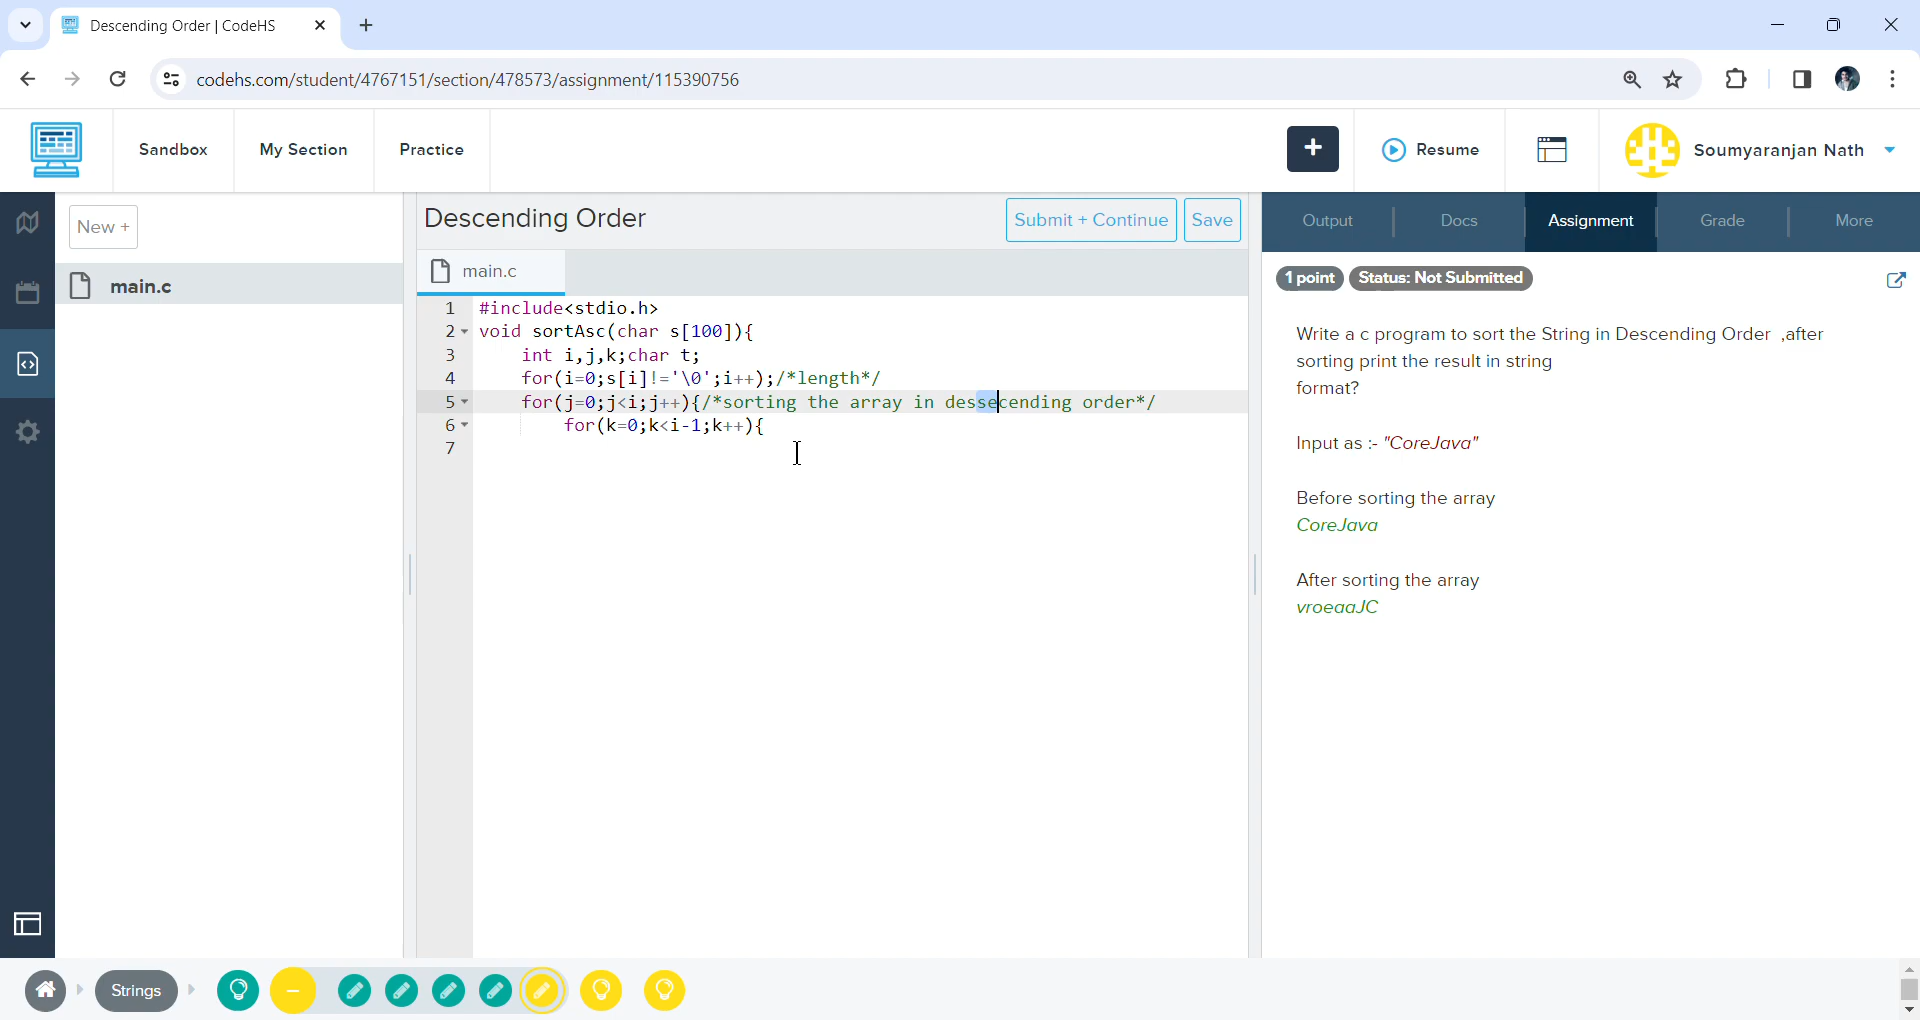 Descending Order | CodeHS
codehs.com/student/4767151/section/478573/assignment/115390756
Sandbox
My Section
Practice
+
Resume
Soumyaranjan Nath
New +
main.c
Descending Order
Submit + Continue
Save
main.c
1 #include<stdio.h>
2 void sortAsc(char s[100]){
3 int i,j,k;char t;
4 for(i=0;s[i]!='\0';i++);/*length*/
5 for(j=0;j<i;j++){/*sorting the array in dessecending order*/
6 for(k=0;k<i-1;k++){
7
Output
Docs
Assignment
Grade
More
1 point
Status: Not Submitted
Write a c program to sort the String in Descending Order ,after
sorting print the result in string
format?
Input as :- "CoreJava"
Before sorting the array
CoreJava
After sorting the array
vroeaaJC
Strings